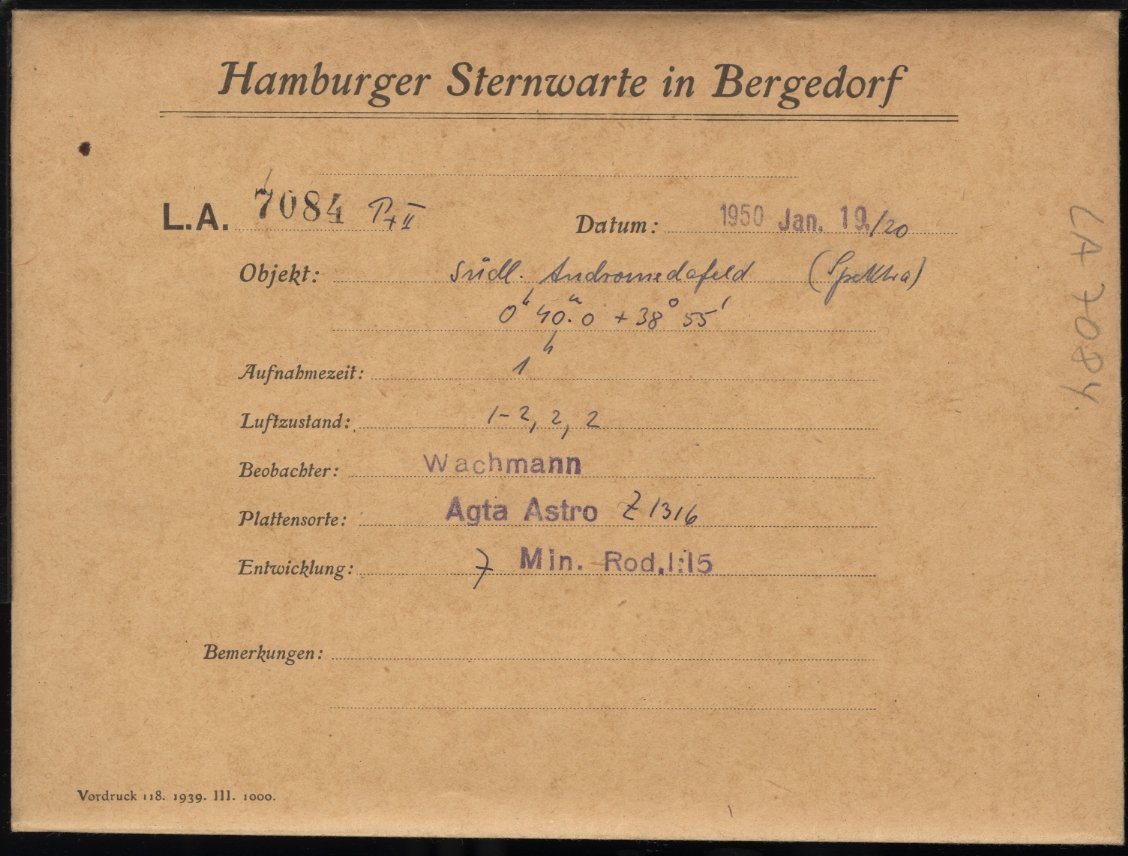 Hamburger Sternwarte in Bergedorf
L.A. 7084 P+II Datum: 1950 Jan. 19./20
Objekt: südl. Andromedafeld (Spektra)
0ʰ 40ᵐ.0 + 38° 55'
Aufnahmezeit: 1ʰ
Luftzustand: 1-2, 2, 2
Beobachter: Wachmann
Plattensorte: Agfa Astro Z 1316
Entwicklung: 7 Min. Rod.1:15
Bemerkungen:
Vordruck 118. 1939. III. 1000.
LA 7084